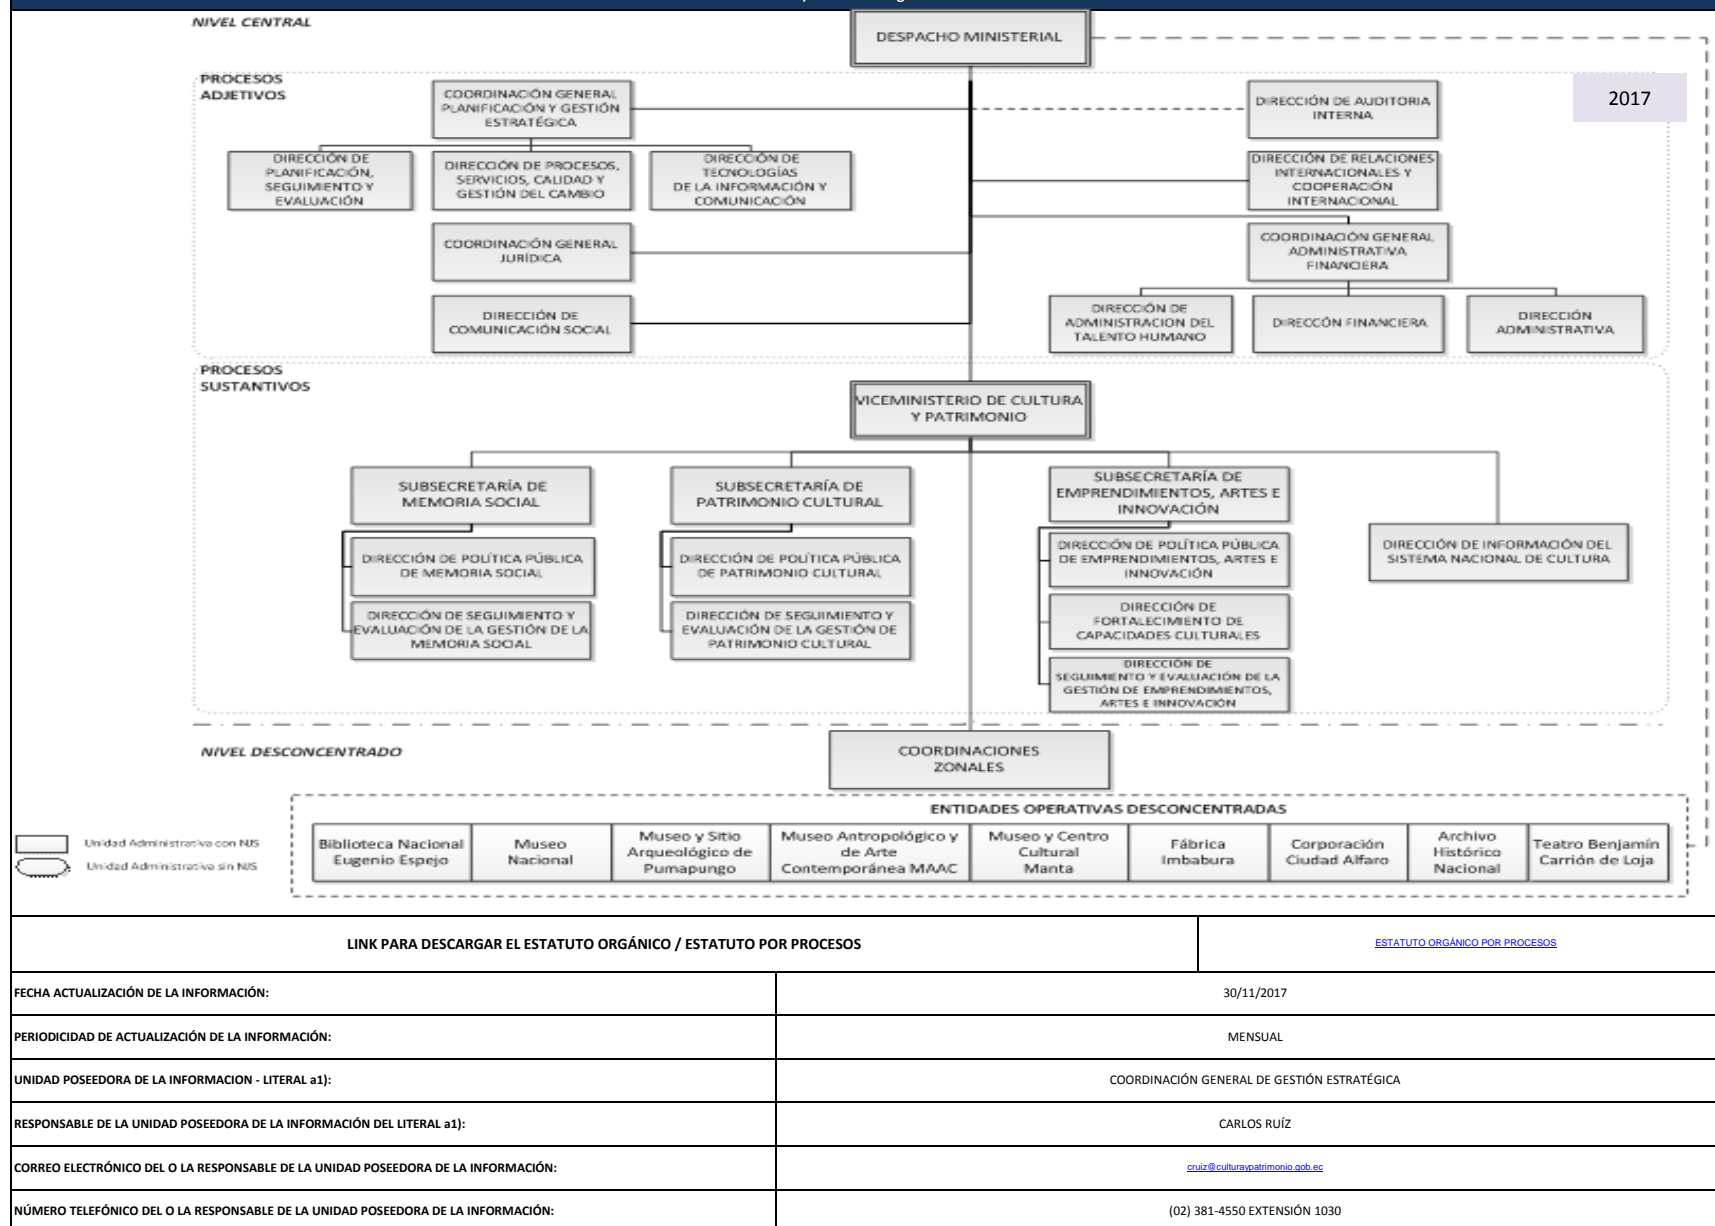 NIVEL CENTRAL
DESPACHO MINISTERIAL
PROCESOS
ADJETIVOS
COORDINACIÓN GENERAL
PLANIFICACIÓN Y GESTIÓN
ESTRATÉGICA
DIRECCIÓN DE AUDITORIA
INTERNA
2017
DIRECCIÓN DE
PLANIFICACIÓN,
SEGUIMIENTO Y
EVALUACIÓN
DIRECCIÓN DE PROCESOS,
SERVICIOS, CALIDAD Y
GESTIÓN DEL CAMBIO
DIRECCIÓN DE
TECNOLOGÍAS
DE LA INFORMACIÓN Y
COMUNICACIÓN
DIRECCIÓN DE RELACIONES
INTERNACIONALES Y
COOPERACIÓN
INTERNACIONAL
COORDINACIÓN GENERAL
JURÍDICA
COORDINACIÓN GENERAL
ADMINISTRATIVA
FINANCIERA
DIRECCIÓN DE
COMUNICACIÓN SOCIAL
DIRECCIÓN DE
ADMINISTRACION DEL
TALENTO HUMANO
DIRECCÓN FINANCIERA
DIRECCIÓN
ADMINISTRATIVA
PROCESOS
SUSTANTIVOS
VICEMINISTERIO DE CULTURA
Y PATRIMONIO
SUBSECRETARÍA DE
MEMORIA SOCIAL
SUBSECRETARÍA DE
PATRIMONIO CULTURAL
SUBSECRETARÍA DE
EMPRENDIMIENTOS, ARTES E
INNOVACIÓN
DIRECCIÓN DE POLÍTICA PÚBLICA
DE MEMORIA SOCIAL
DIRECCIÓN DE POLÍTICA PÚBLICA
DE PATRIMONIO CULTURAL
DIRECCIÓN DE POLÍTICA PÚBLICA
DE EMPRENDIMIENTOS, ARTES E
INNOVACIÓN
DIRECCIÓN DE INFORMACIÓN DEL
SISTEMA NACIONAL DE CULTURA
DIRECCIÓN DE SEGUIMIENTO Y
EVALUACIÓN DE LA GESTIÓN DE LA
MEMORIA SOCIAL
DIRECCIÓN DE SEGUIMIENTO Y
EVALUACIÓN DE LA GESTIÓN DE
PATRIMONIO CULTURAL
DIRECCIÓN DE
FORTALECIMIENTO DE
CAPACIDADES CULTURALES
DIRECCIÓN DE
SEGUIMIENTO Y EVALUACIÓN DE LA
GESTIÓN DE EMPRENDIMIENTOS,
ARTES E INNOVACIÓN
NIVEL DESCONCENTRADO
COORDINACIONES
ZONALES
ENTIDADES OPERATIVAS DESCONCENTRADAS
Unidad Administrativa con NJS
Unidad Administrativa sin NJS
Biblioteca Nacional
Eugenio Espejo
Museo
Nacional
Museo y Sitio
Arqueológico de
Pumapungo
Museo Antropológico y
de Arte
Contemporánea MAAC
Museo y Centro
Cultural
Manta
Fábrica
Imbabura
Corporación
Ciudad Alfaro
Archivo
Histórico
Nacional
Teatro Benjamín
Carrión de Loja
LINK PARA DESCARGAR EL ESTATUTO ORGÁNICO / ESTATUTO POR PROCESOS
ESTATUTO ORGÁNICO POR PROCESOS
FECHA ACTUALIZACIÓN DE LA INFORMACIÓN:
30/11/2017
PERIODICIDAD DE ACTUALIZACIÓN DE LA INFORMACIÓN:
MENSUAL
UNIDAD POSEEDORA DE LA INFORMACION - LITERAL a1):
COORDINACIÓN GENERAL DE GESTIÓN ESTRATÉGICA
RESPONSABLE DE LA UNIDAD POSEEDORA DE LA INFORMACIÓN DEL LITERAL a1):
CARLOS RUÍZ
CORREO ELECTRÓNICO DEL O LA RESPONSABLE DE LA UNIDAD POSEEDORA DE LA INFORMACIÓN:
cruiz@culturaypatrimonio.gob.ec
NÚMERO TELEFÓNICO DEL O LA RESPONSABLE DE LA UNIDAD POSEEDORA DE LA INFORMACIÓN:
(02) 381-4550 EXTENSIÓN 1030